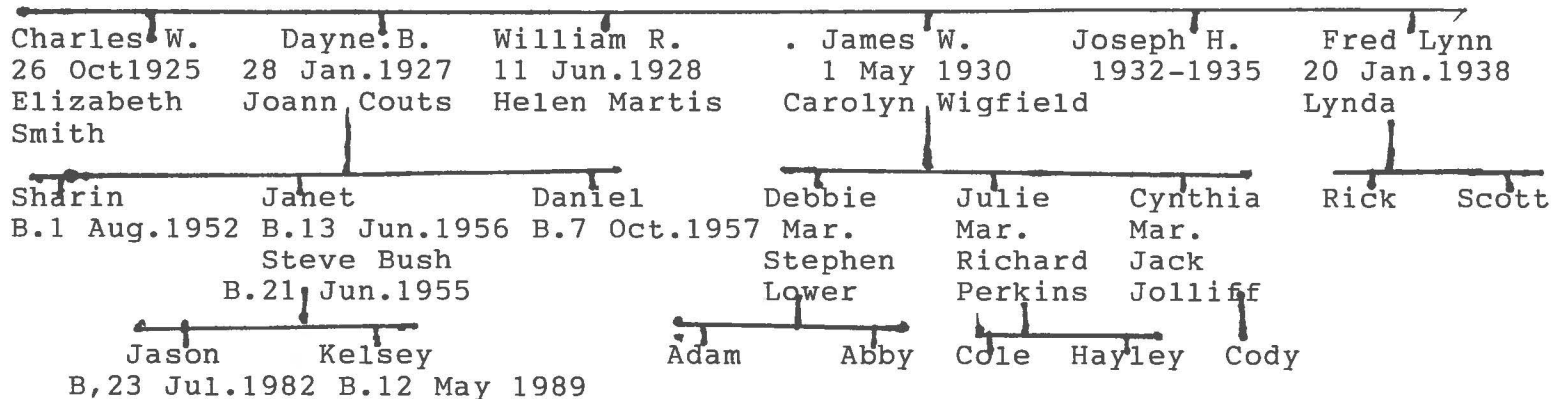 Charles W. Dayne.B. William R. . James W. Joseph H. Fred Lynn
26 Oct1925 28 Jan.1927 11 Jun.1928 1 May 1930 1932-1935 20 Jan.1938
Elizabeth Joann Couts Helen Martis Carolyn Wigfield Lynda
Smith
Sharin Janet Daniel Debbie Julie Cynthia Rick Scott
B.1 Aug.1952 B.13 Jun.1956 B.7 Oct.1957 Mar. Mar. Mar.
Steve Bush Stephen Richard Jack
B.21 Jun.1955 Lower Perkins Jolliff
Jason Kelsey Adam Abby Cole Hayley Cody
B,23 Jul.1982 B.12 May 1989